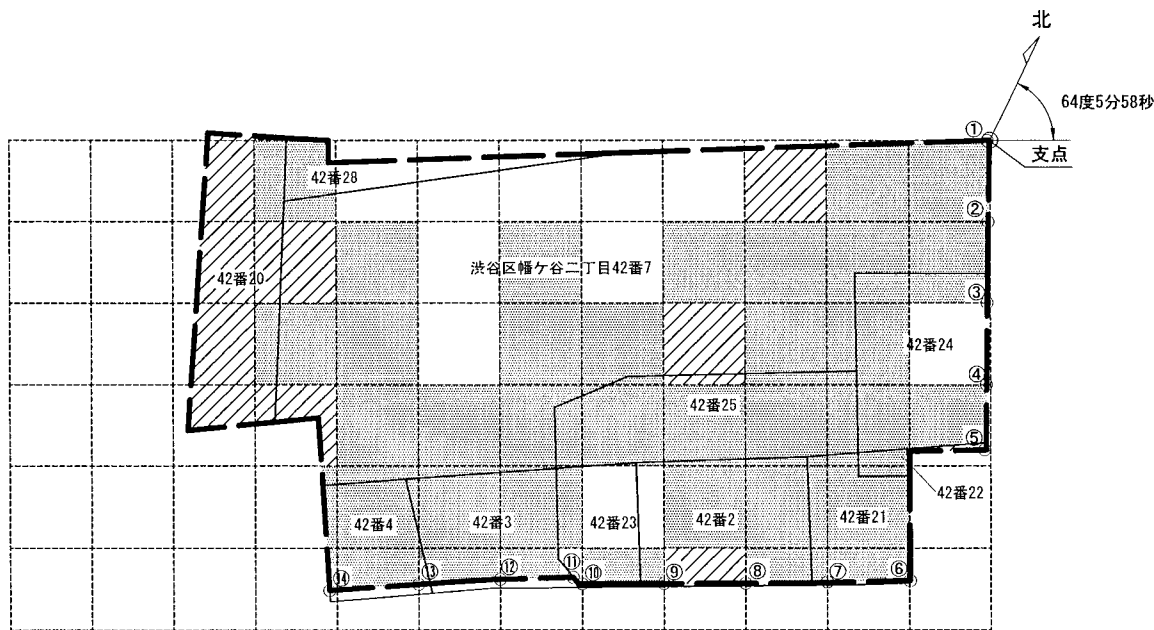 北
64度5分58秒
①
支点
42番28
②
渋谷区幡ケ谷二丁目42番7
42番20
③
42番24
④
42番25
⑤
42番22
42番4
42番3
42番23
42番2
42番21
⑭
⑬
⑫
⑪
⑩
⑨
⑧
⑦
⑥